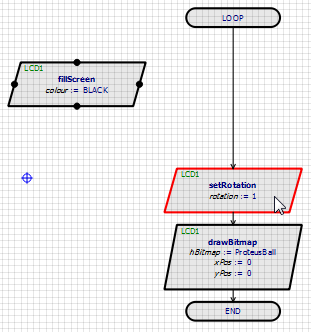 LOOP
LCD1
fillScreen
colour := BLACK
LCD1
setRotation
rotation := 1
LCD1
drawBitmap
hBitmap := ProteusBall
xPos := 0
yPos := 0
END